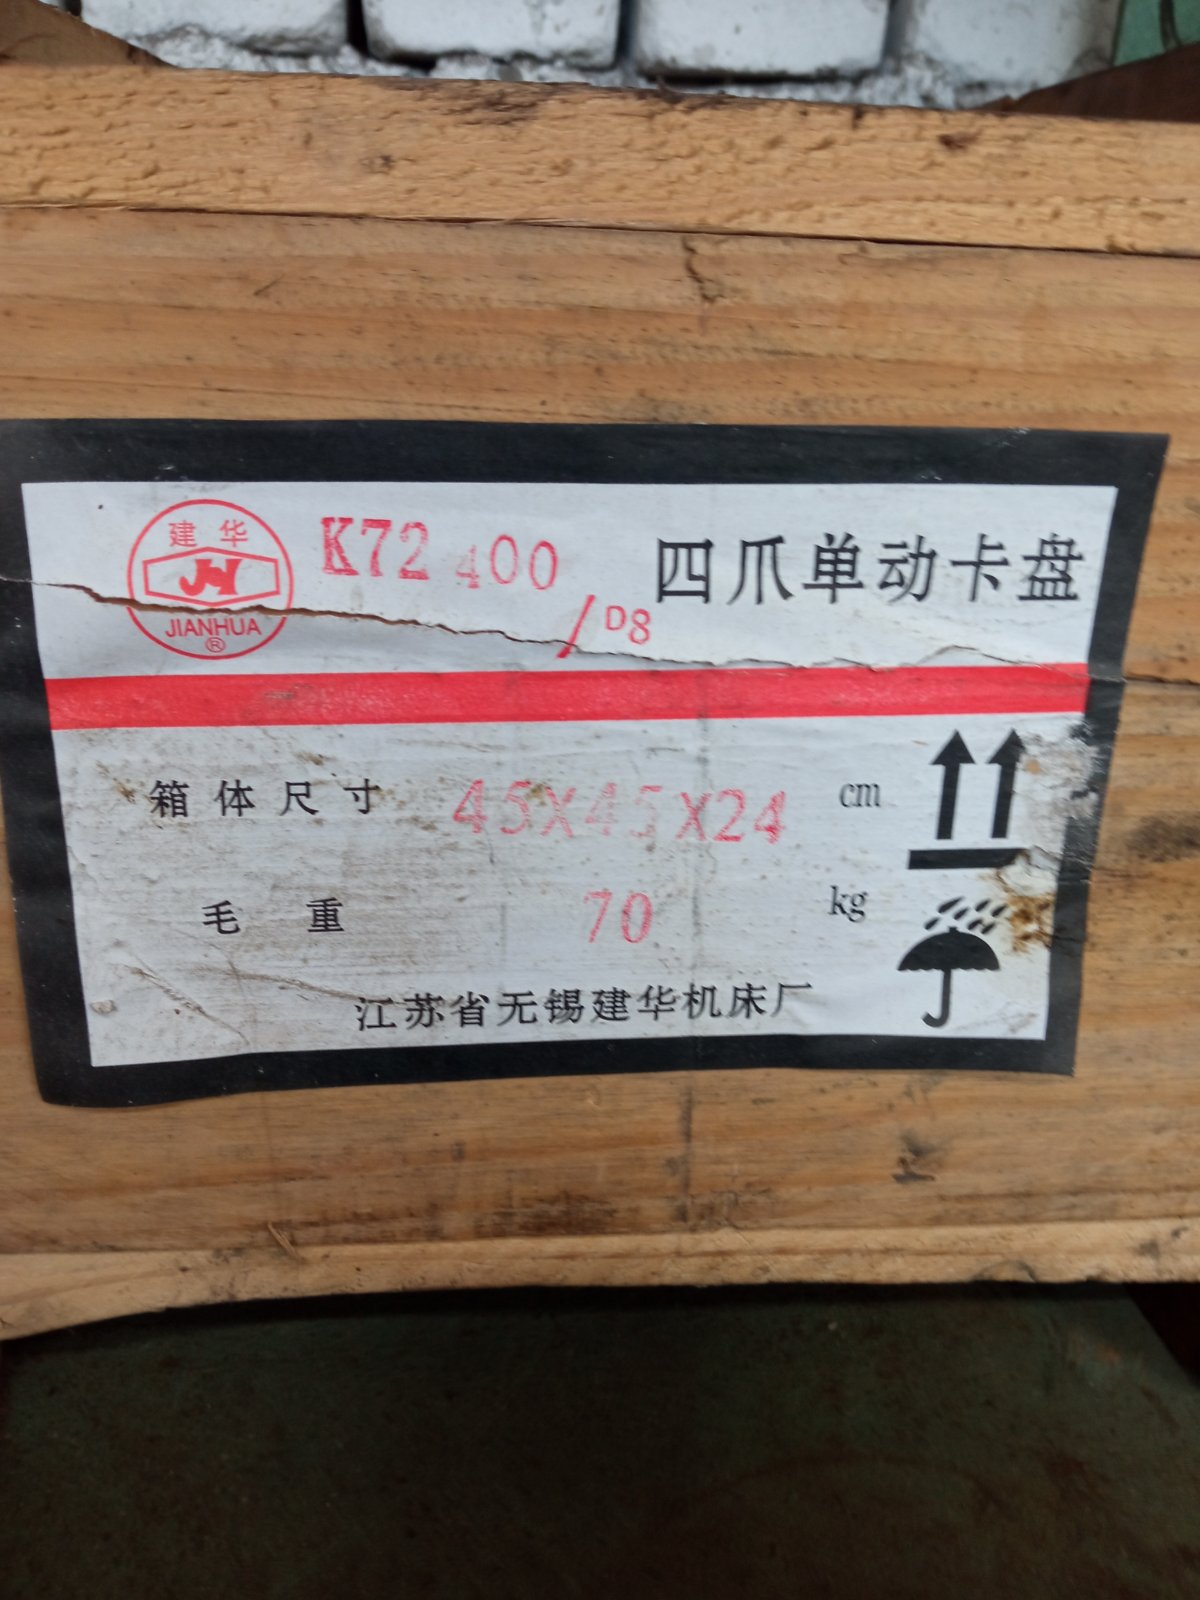 建华
JH
JIANHUA
®
K72 400
/D8
四爪单动卡盘
箱体尺寸 45X45X24 cm
毛重 70 kg
江苏省无锡建华机床厂